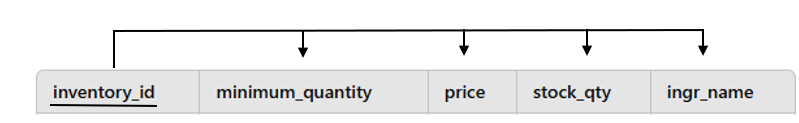 inventory_id minimum_quantity price stock_qty ingr_name